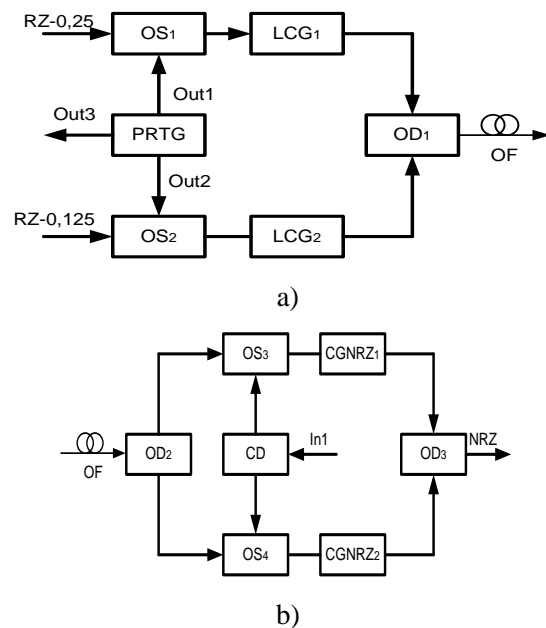 RZ-0,25
OS1
LCG1
Out1
Out3
PRTG
OD1
OF
Out2
RZ-0,125
OS2
LCG2
a)
OS3
CGNRZ1
OF
OD2
CD
In1
OD3
NRZ
OS4
CGNRZ2
b)